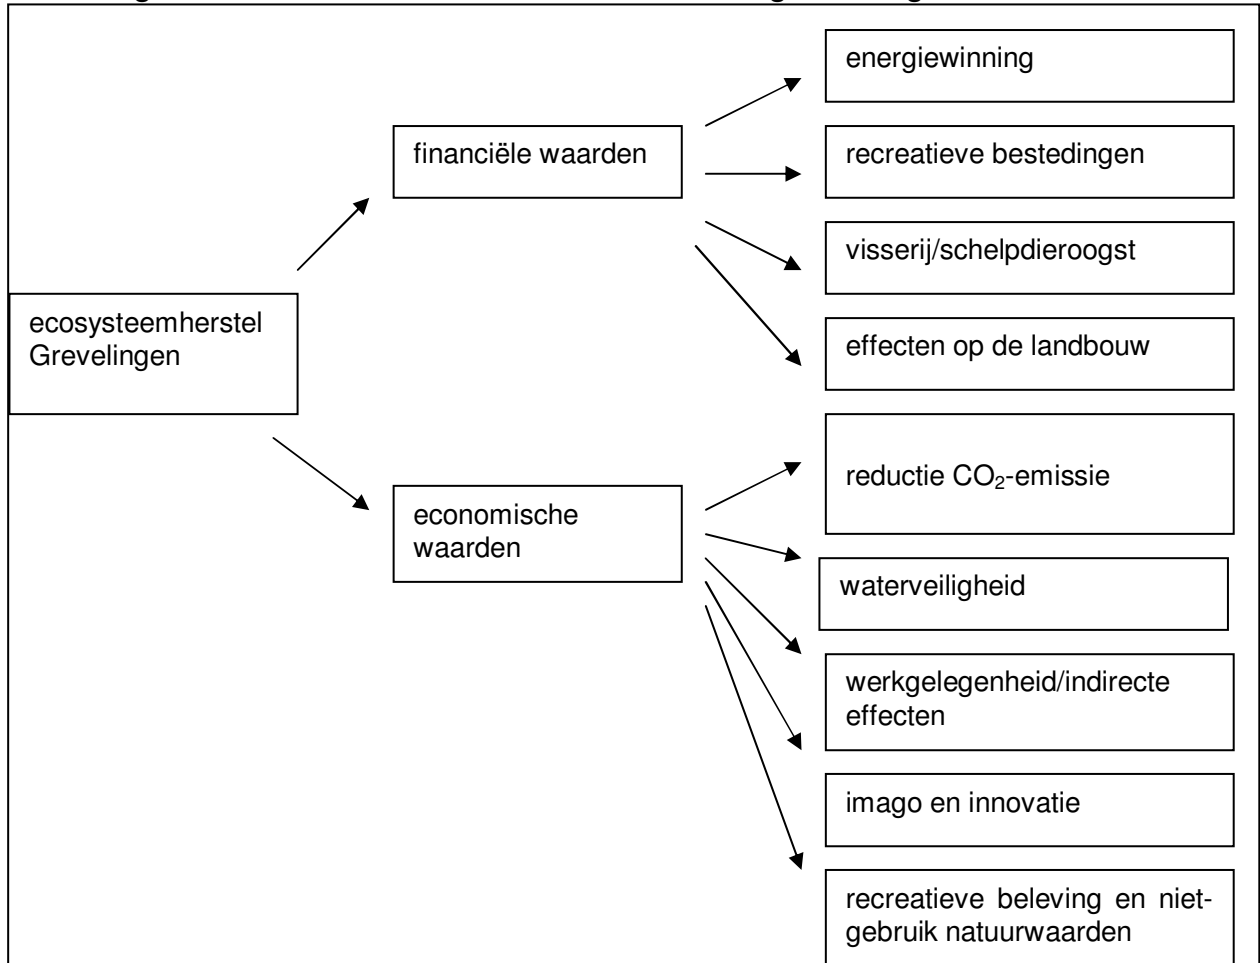 energiewinning
financiële waarden
recreatieve bestedingen
visserij/schelpdieroogst
ecosysteemherstel
Grevelingen
effecten op de landbouw
reductie CO₂-emissie
economische
waarden
waterveiligheid
werkgelegenheid/indirecte
effecten
imago en innovatie
recreatieve beleving en niet-
gebruik natuurwaarden